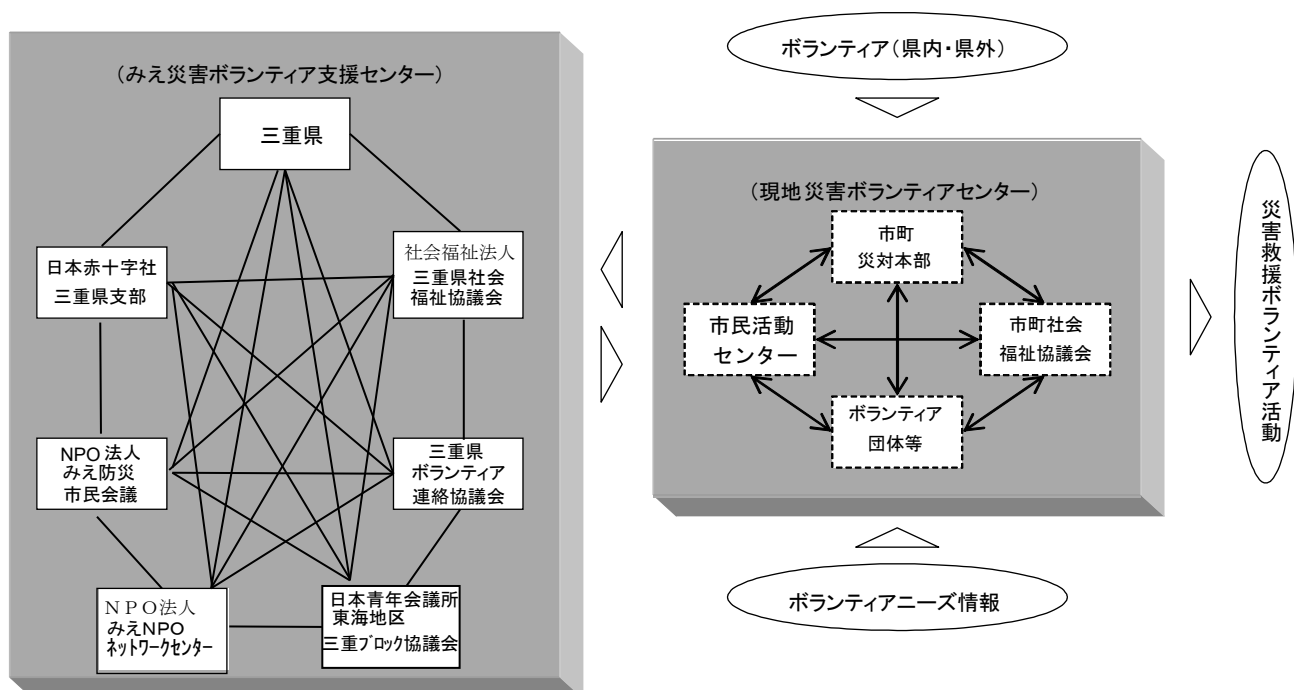 (みえ災害ボランティア支援センター)
三重県
日本赤十字社
三重県支部
社会福祉法人
三重県社会
福祉協議会
NPO法人
みえ防災
市民会議
三重県
ボランティア
連絡協議会
NPO法人
みえNPO
ネットワークセンター
日本青年会議所
東海地区
三重ブロック協議会
ボランティア(県内・県外)
(現地災害ボランティアセンター)
市町
災対本部
市民活動
センター
市町社会
福祉協議会
ボランティア
団体等
ボランティアニーズ情報
災害救援ボランティア活動